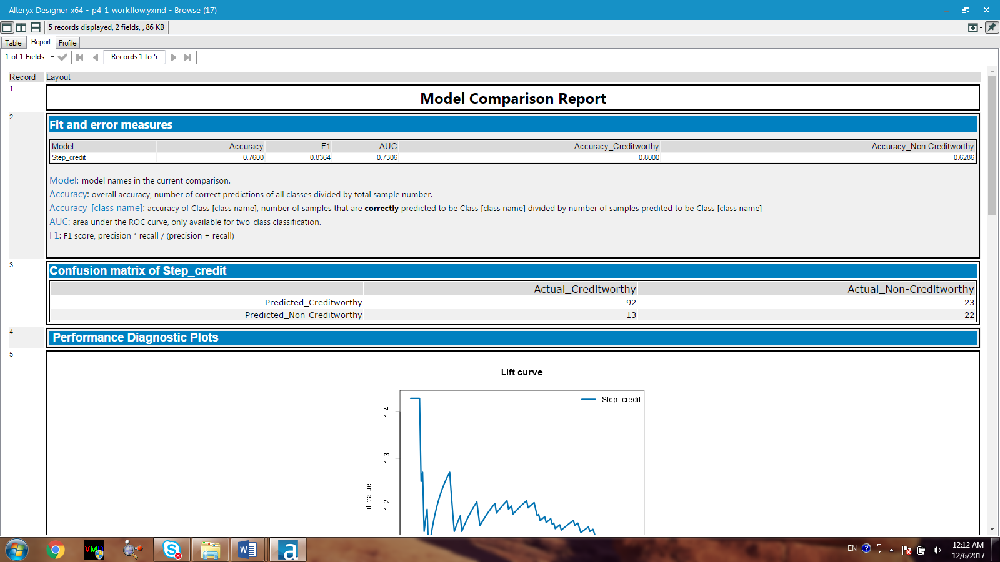 Alteryx Designer x64 - p4_1_workflow.yxmd - Browse (17)
5 records displayed, 2 fields, , 86 KB
Table Report Profile
1 of 1 Fields Records 1 to 5
Record Layout
1
Model Comparison Report
2
Fit and error measures
Model Accuracy F1 AUC Accuracy_Creditworthy Accuracy_Non-Creditworthy
Step_credit 0.7600 0.8364 0.7306 0.8000 0.6286
Model: model names in the current comparison.
Accuracy: overall accuracy, number of correct predictions of all classes divided by total sample number.
Accuracy_[class name]: accuracy of Class [class name], number of samples that are correctly predicted to be Class [class name] divided by number of samples predited to be Class [class name]
AUC: area under the ROC curve, only available for two-class classification.
F1: F1 score, precision * recall / (precision + recall)
3
Confusion matrix of Step_credit
Actual_Creditworthy Actual_Non-Creditworthy
Predicted_Creditworthy 92 23
Predicted_Non-Creditworthy 13 22
4
Performance Diagnostic Plots
5
Lift curve
Step_credit
1.4
1.3
1.2
Lift value
VMD
W
a
EN
12:12 AM
12/6/2017